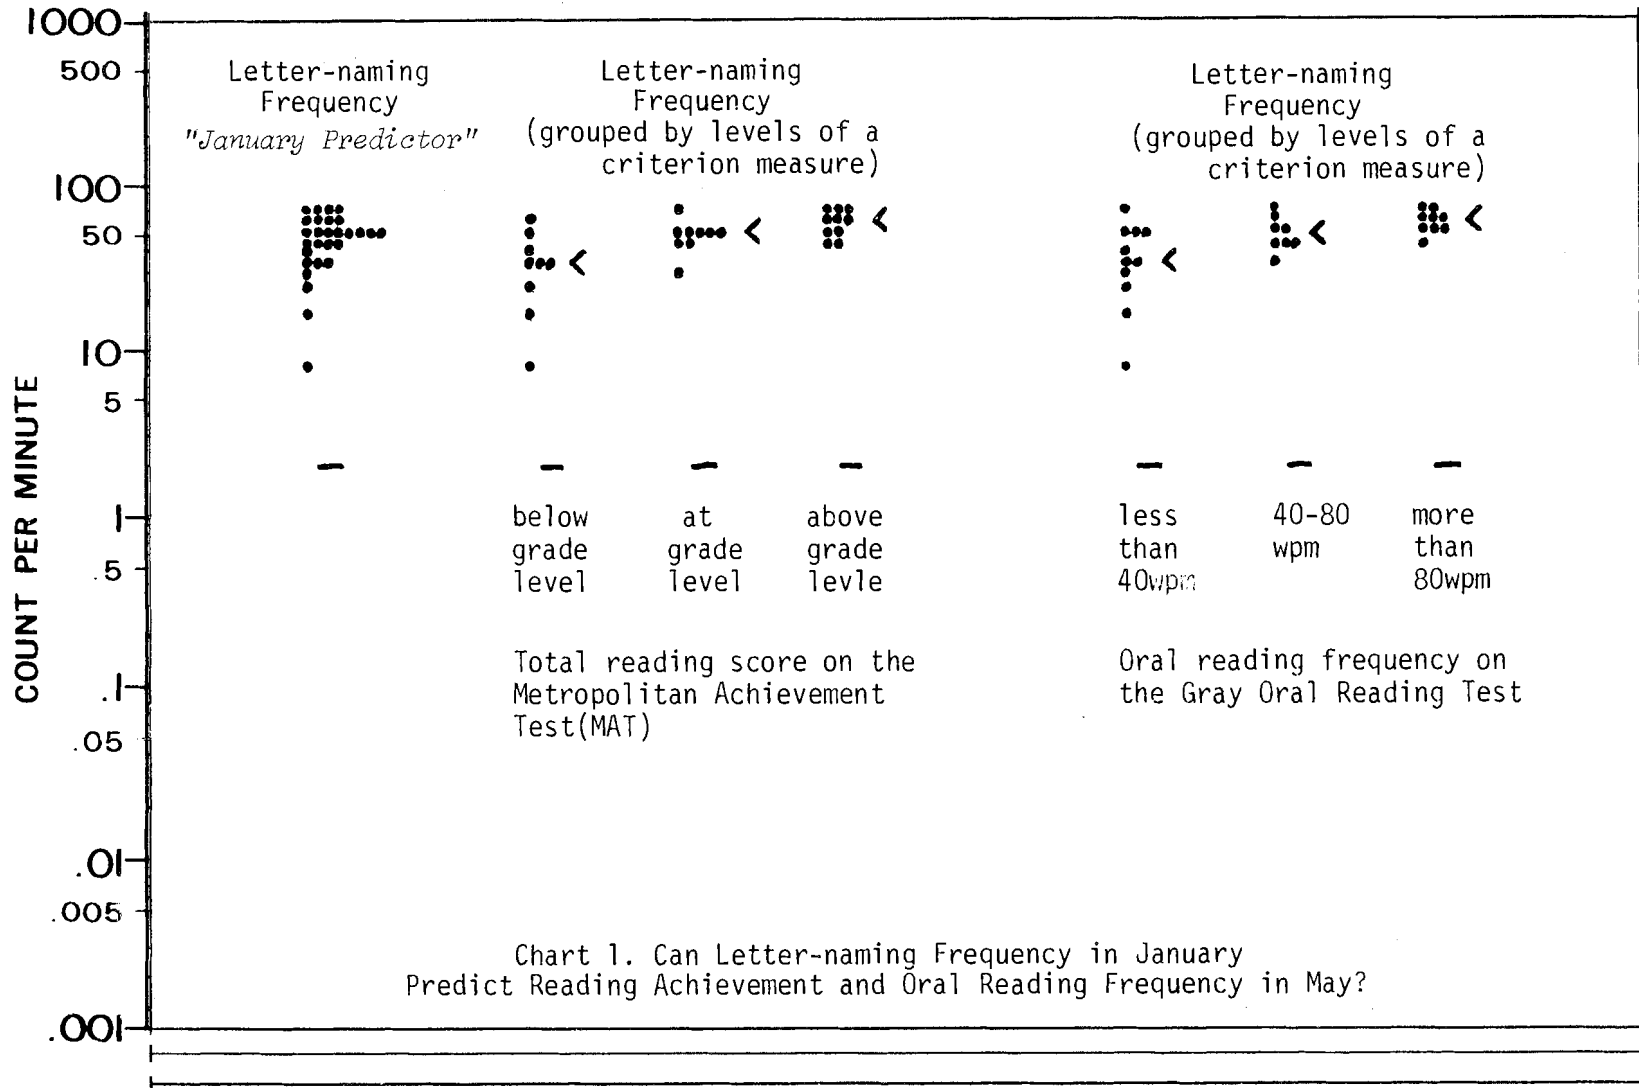 1000
500
100
50
10
5
1
.5
.1
.05
.01
.005
.001
COUNT PER MINUTE
Letter-naming
Frequency
"January Predictor"
Letter-naming
Frequency
(grouped by levels of a
criterion measure)
Letter-naming
Frequency
(grouped by levels of a
criterion measure)
below
grade
level
at
grade
level
above
grade
levle
less
than
40wpm
40-80
wpm
more
than
80wpm
Total reading score on the
Metropolitan Achievement
Test(MAT)
Oral reading frequency on
the Gray Oral Reading Test
Chart 1. Can Letter-naming Frequency in January
Predict Reading Achievement and Oral Reading Frequency in May?